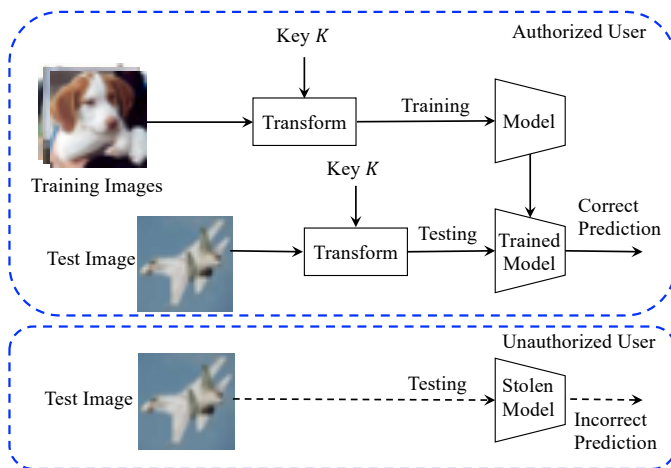 Authorized User
Key K
Transform
Training
Model
Training Images
Key K
Test Image
Transform
Testing
Trained
Model
Correct
Prediction
Unauthorized User
Test Image
Testing
Stolen
Model
Incorrect
Prediction